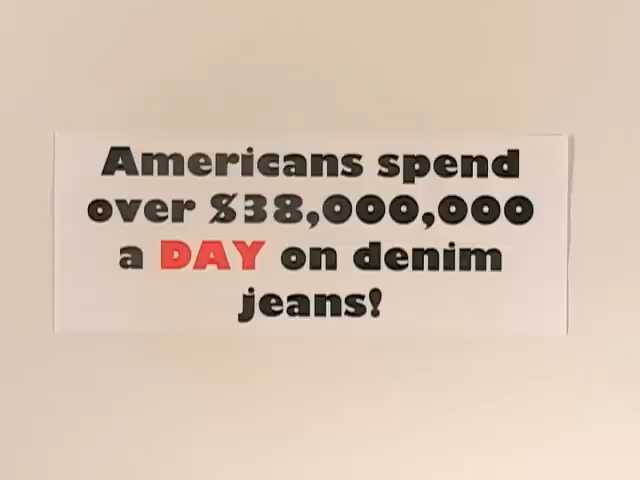 Americans spend
over $38,000,000
a DAY on denim
jeans!